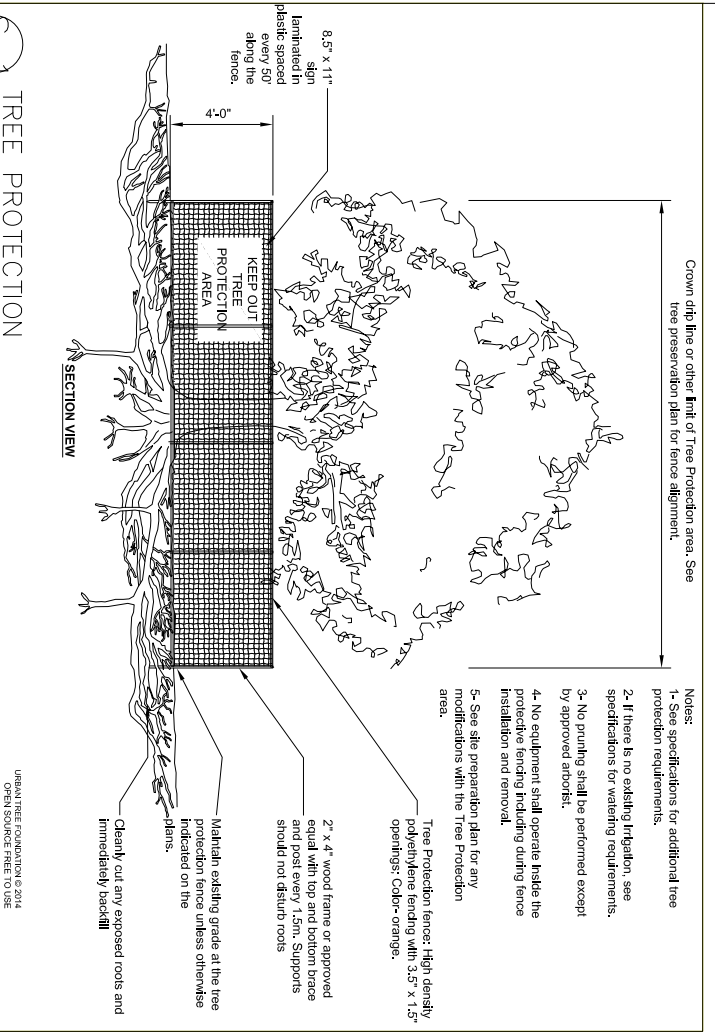 Crown drip line or other limit of Tree Protection area. See
tree preservation plan for fence alignment.
Notes:
1- See specifications for additional tree
protection requirements.
2- If there is no existing irrigation, see
specifications for watering requirements.
3- No pruning shall be performed except
by approved arborist.
4- No equipment shall operate inside the
protective fencing including during fence
installation and removal.
5- See site preparation plan for any
modifications with the Tree Protection
area.
8.5" x 11"
sign
laminated in
plastic spaced
every 50'
along the
fence.
4'-0"
KEEP OUT
TREE
PROTECTION
AREA
Tree Protection fence: High density
polyethylene fencing with 3.5" x 1.5"
openings; Color- orange.
2" x 4" wood frame or approved
equal with top and bottom brace
and post every 1.5m. Supports
should not disturb roots
Maintain existing grade at the tree
protection fence unless otherwise
indicated on the
plans.
Cleanly cut any exposed roots and
immediately backfill
SECTION VIEW
TREE PROTECTION
URBAN TREE FOUNDATION © 2014
OPEN SOURCE FREE TO USE